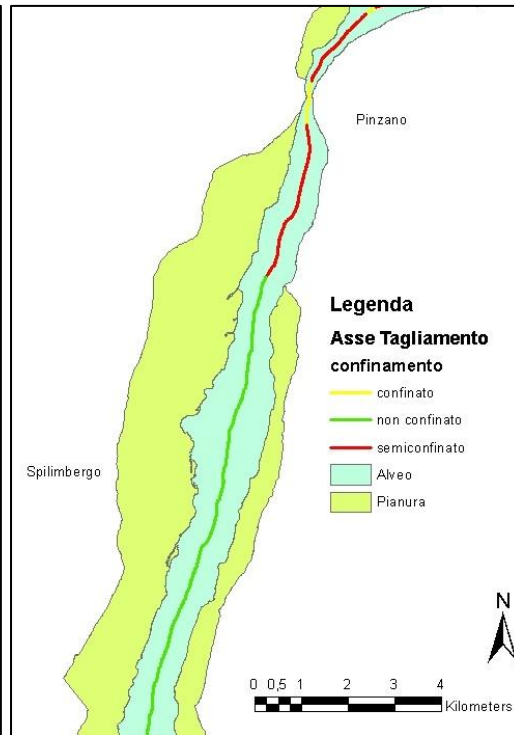 Pinzano
Legenda
Asse Tagliamento
confinamento
confinato
non confinato
semiconfinato
Alveo
Pianura
Spilimbergo
N
0 0,5 1 2 3 4
Kilometers